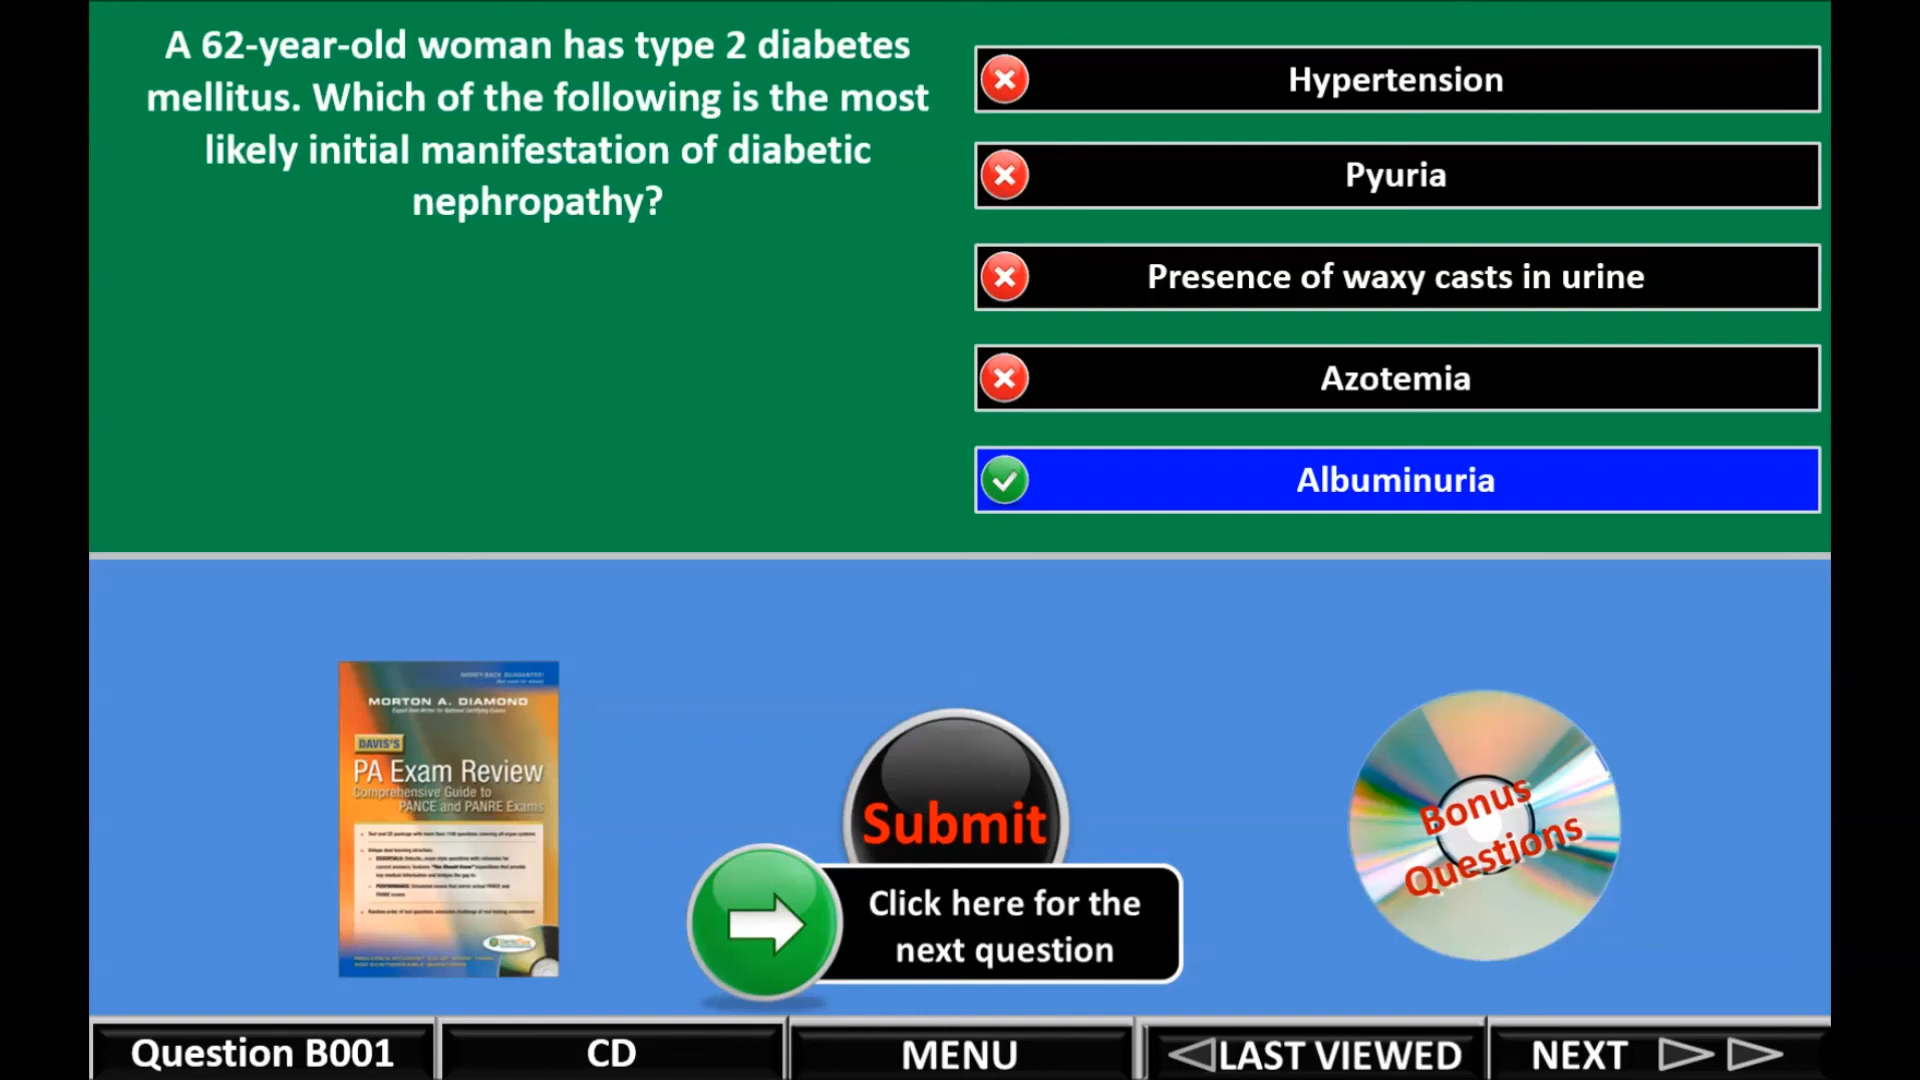 A 62-year-old woman has type 2 diabetes
mellitus. Which of the following is the most
likely initial manifestation of diabetic
nephropathy?
Hypertension
Pyuria
Presence of waxy casts in urine
Azotemia
Albuminuria
MORTON A. DIAMOND
DAVIS'S
PA Exam Review
Comprehensive Guide to
PANCE and PANRE Exams
Submit
Click here for the
next question
Bonus
Questions
Question B001
CD
MENU
LAST VIEWED
NEXT